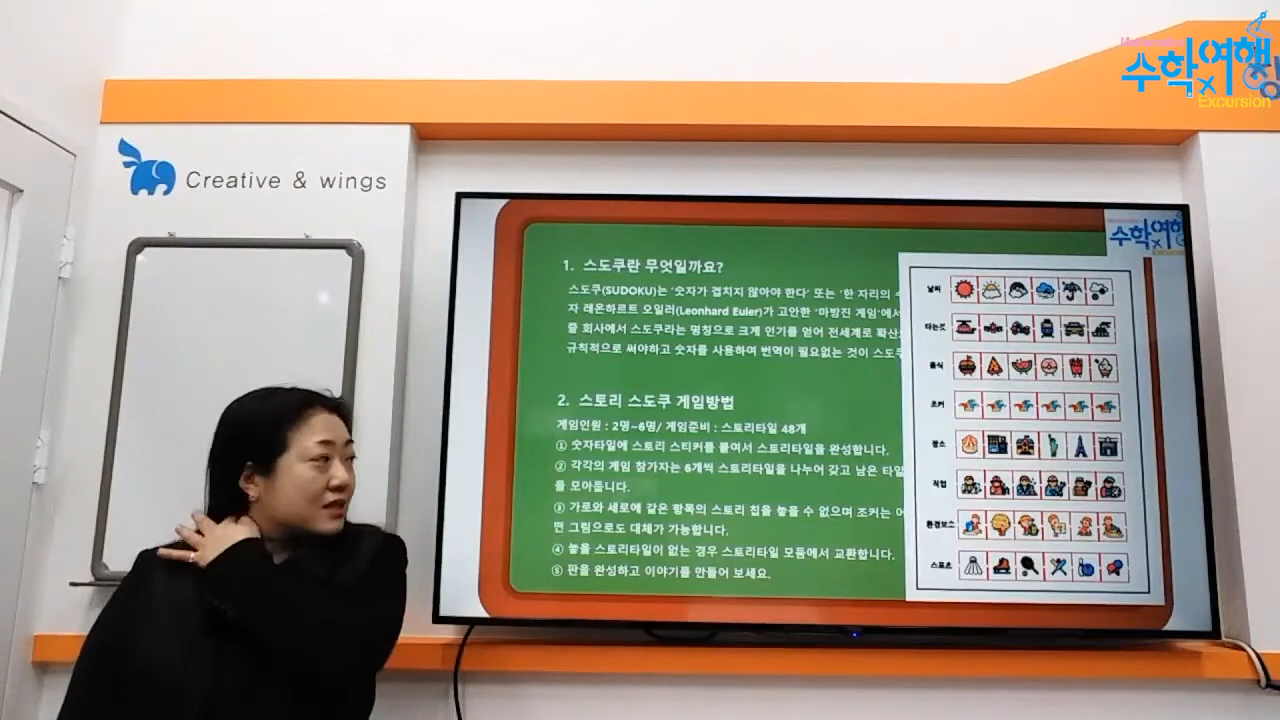 수학여행
Excursion
Creative & wings
수학여행
1. 스도쿠란 무엇일까요?
스도쿠(SUDOKU)는 '숫자가 겹치지 않아야 한다' 또는 '한 자리의
자 레온하르트 오일러(Leonhard Euler)가 고안한 '마방진 게임'에서
줄 회사에서 스도쿠라는 명칭으로 크게 인기를 얻어 전세계로
규칙적으로 써야하고 숫자를 사용하여 번역이 필요없는 것이
2. 스토리 스도쿠 게임방법
게임인원 : 2명~6명/ 게임준비 : 스토리타일 48개
① 숫자타일에 스토리 스티커를 붙여서 스토리타일을 완성합니다.
② 각각의 게임 참가자는 6개씩 스토리타일을 나누어 갖고 남은 타일
을 모아둡니다.
③ 가로와 세로에 같은 항목의 스토리 칩을 놓을 수 없으며 조커는 어
떤 그림으로도 대체가 가능합니다.
④ 놓을 스토리타일이 없는 경우 스토리타일 모둠에서 교환합니다.
⑤ 판을 완성하고 이야기를 만들어 보세요.
날씨
타는것
음식
조커
장소
직업
환경보호
스포츠